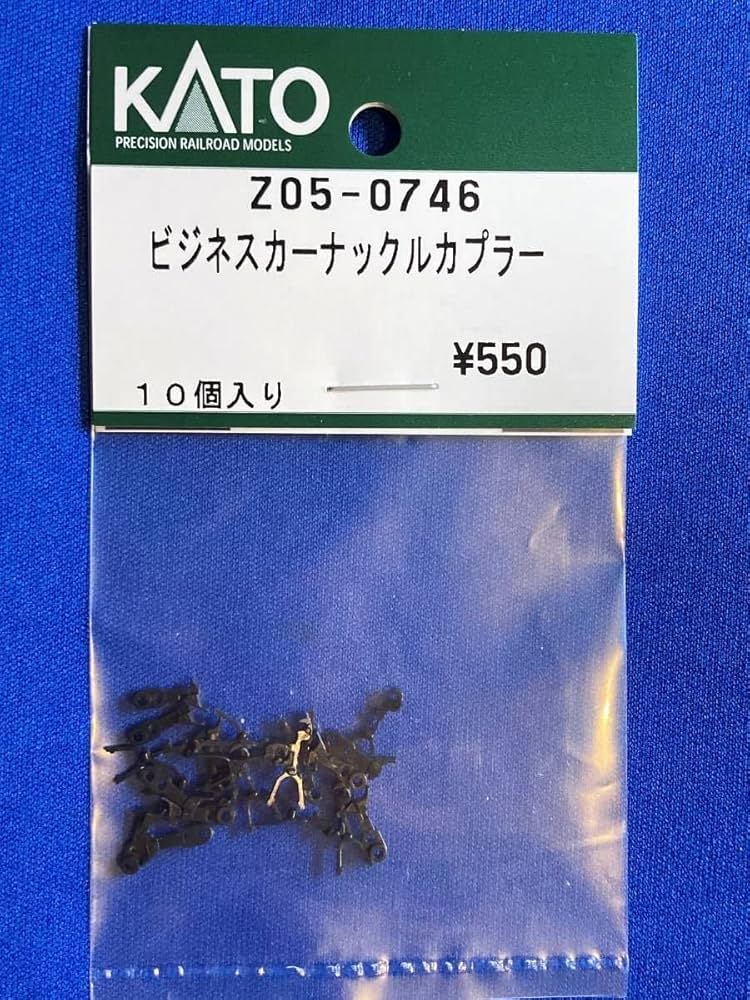 KATO
PRECISION RAILROAD MODELS
Z05-0746
ビジネスカーナックルカプラー
¥550
10個入り